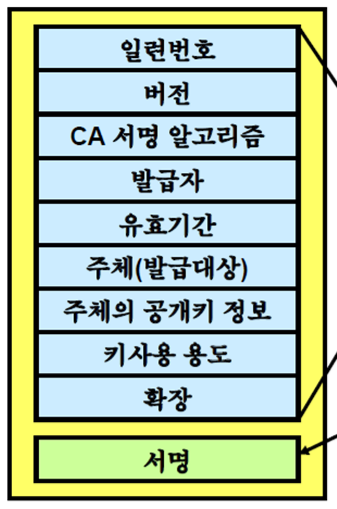 일련번호
버전
CA 서명 알고리즘
발급자
유효기간
주체(발급대상)
주체의 공개키 정보
키사용 용도
확장
서명